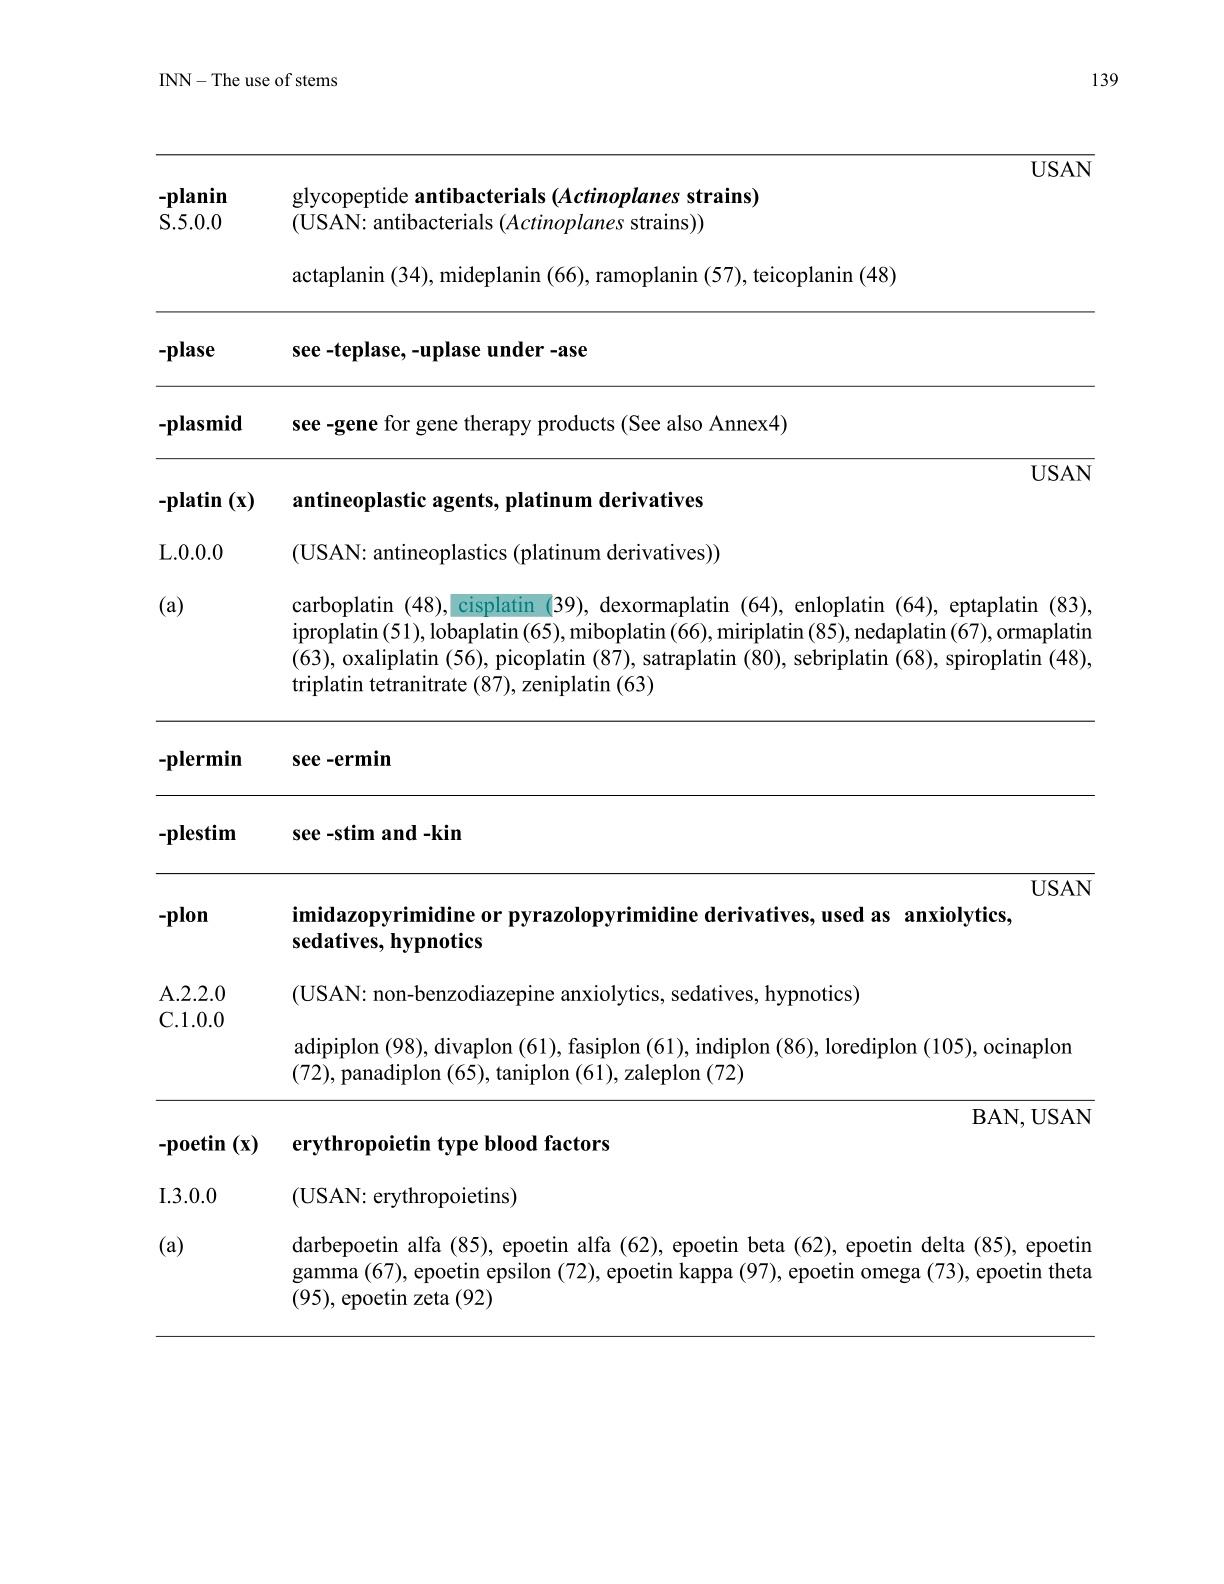 INN – The use of stems 139
USAN
-planin glycopeptide antibacterials (Actinoplanes strains)
S.5.0.0 (USAN: antibacterials (Actinoplanes strains))
actaplanin (34), mideplanin (66), ramoplanin (57), teicoplanin (48)
-plase see -teplase, -uplase under -ase
-plasmid see -gene for gene therapy products (See also Annex4)
USAN
-platin (x) antineoplastic agents, platinum derivatives
L.0.0.0 (USAN: antineoplastics (platinum derivatives))
(a) carboplatin (48), cisplatin (39), dexormaplatin (64), enloplatin (64), eptaplatin (83),
iproplatin (51), lobaplatin (65), miboplatin (66), miriplatin (85), nedaplatin (67), ormaplatin
(63), oxaliplatin (56), picoplatin (87), satraplatin (80), sebriplatin (68), spiroplatin (48),
triplatin tetranitrate (87), zeniplatin (63)
-plermin see -ermin
-plestim see -stim and -kin
USAN
-plon imidazopyrimidine or pyrazolopyrimidine derivatives, used as anxiolytics,
sedatives, hypnotics
A.2.2.0 (USAN: non-benzodiazepine anxiolytics, sedatives, hypnotics)
C.1.0.0
adipiplon (98), divaplon (61), fasiplon (61), indiplon (86), lorediplon (105), ocinaplon
(72), panadiplon (65), taniplon (61), zaleplon (72)
BAN, USAN
-poetin (x) erythropoietin type blood factors
I.3.0.0 (USAN: erythropoietins)
(a) darbepoetin alfa (85), epoetin alfa (62), epoetin beta (62), epoetin delta (85), epoetin
gamma (67), epoetin epsilon (72), epoetin kappa (97), epoetin omega (73), epoetin theta
(95), epoetin zeta (92)